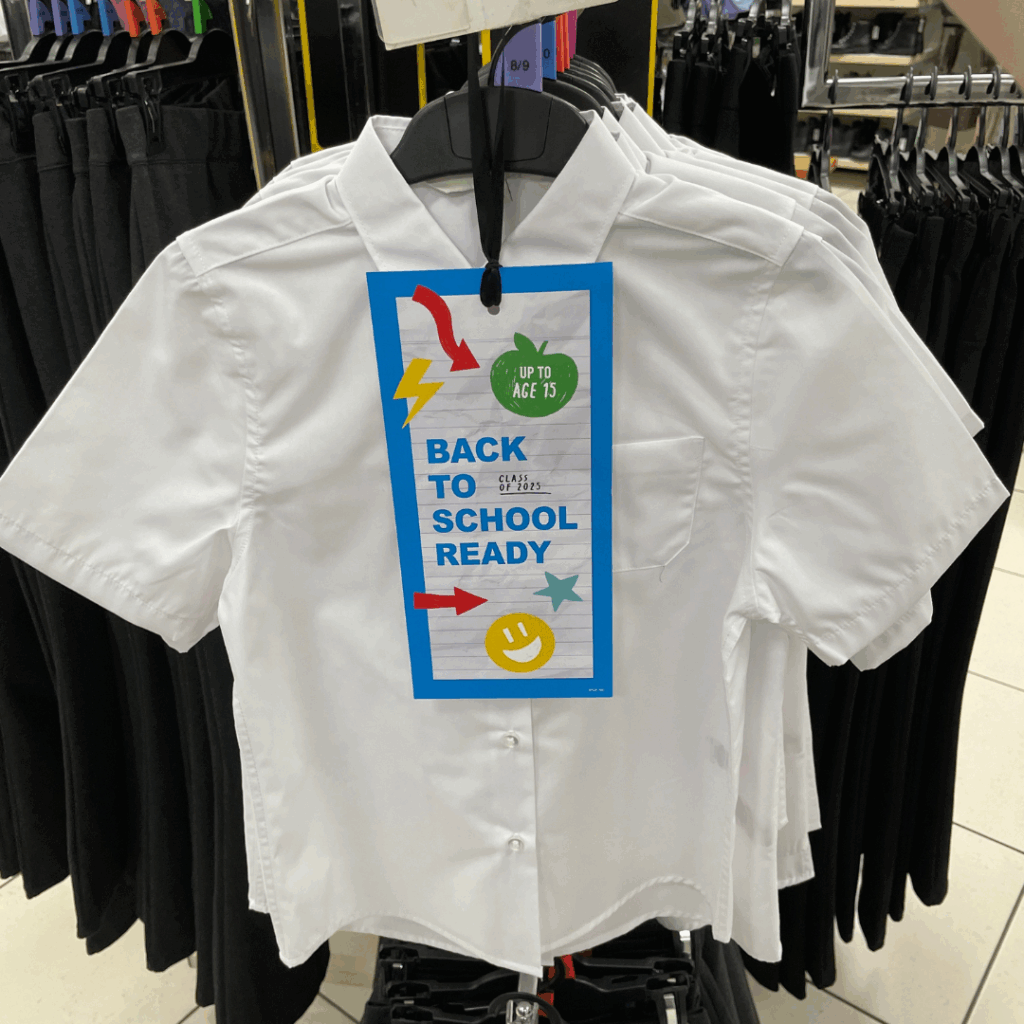 8/9
UP TO
AGE 15
BACK
TO
CLASS
OF 2025
SCHOOL
READY